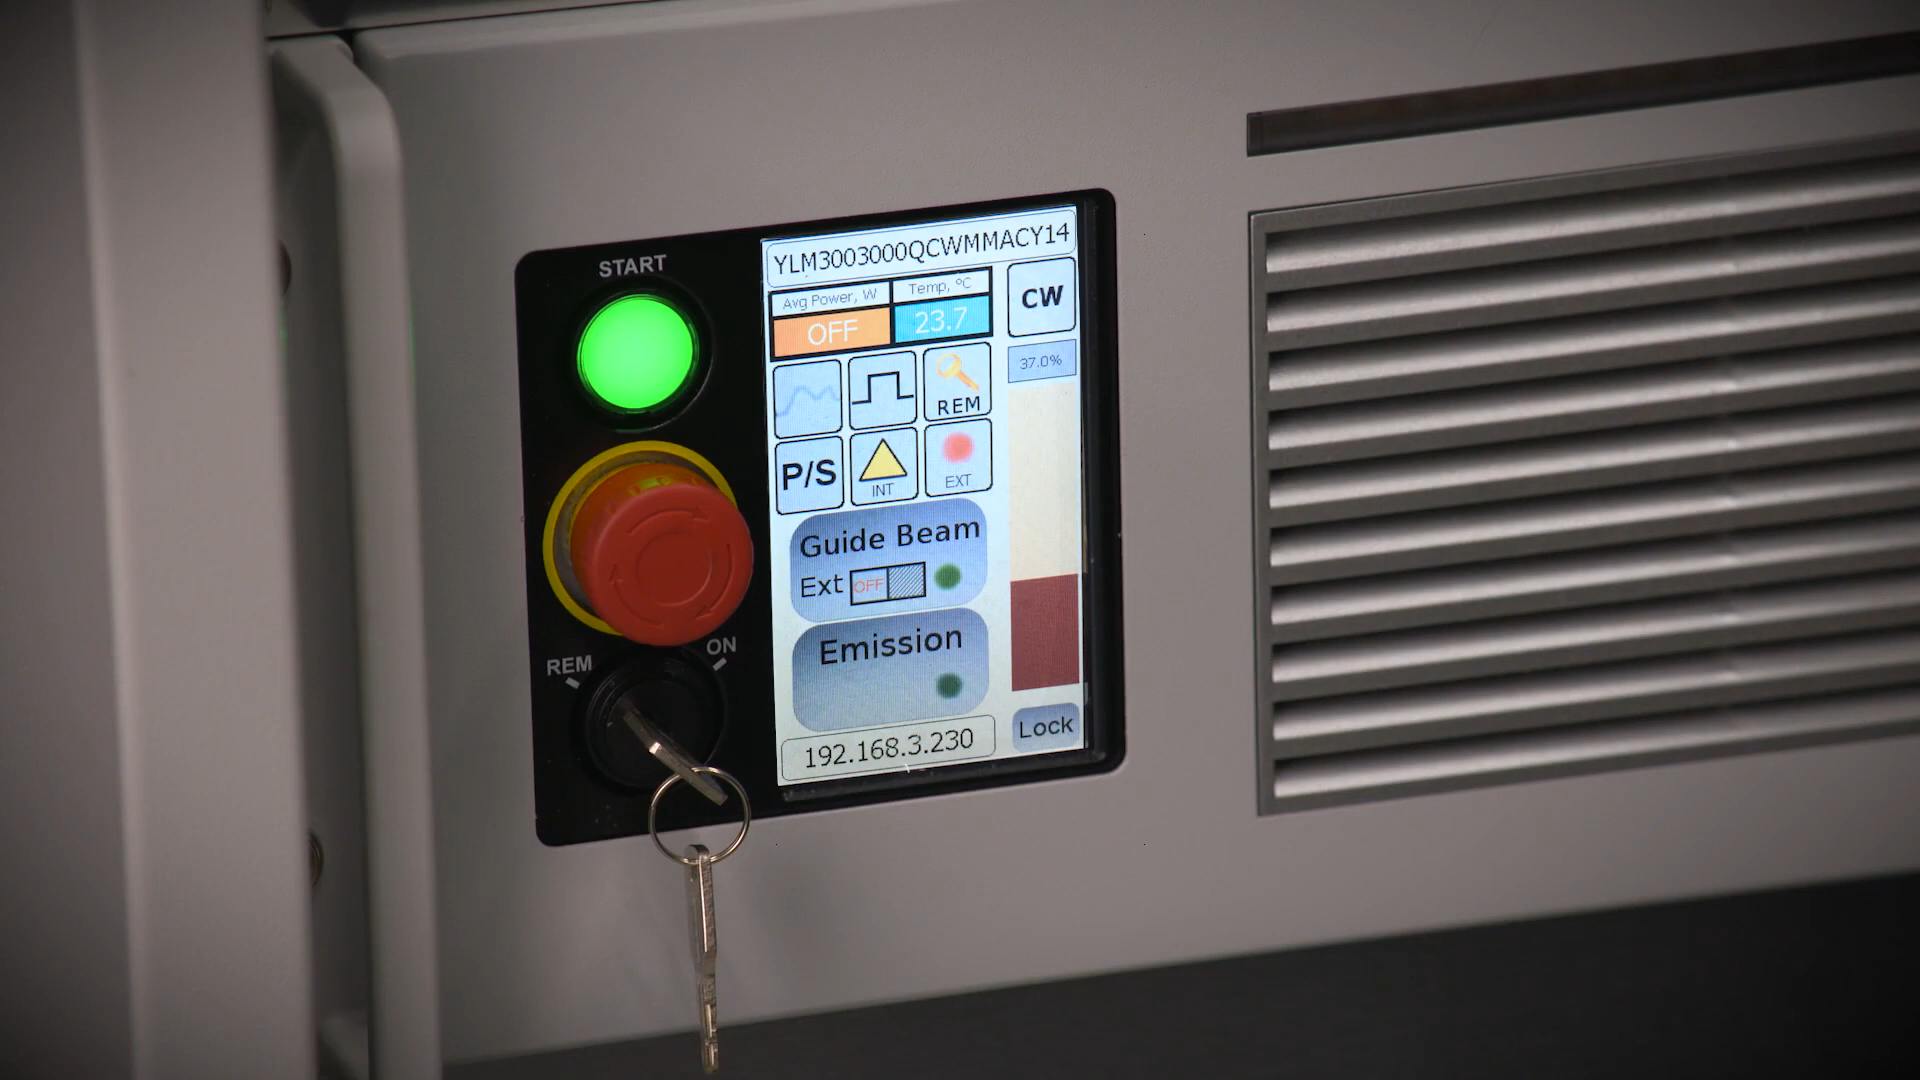 START
REM
ON
YLM3003000QCWMMACY14
Avg Power, W
Temp, ºC
OFF
23.7
CW
37.0%
REM
P/S
INT
EXT
Guide Beam
Ext OFF
Emission
192.168.3.230
Lock